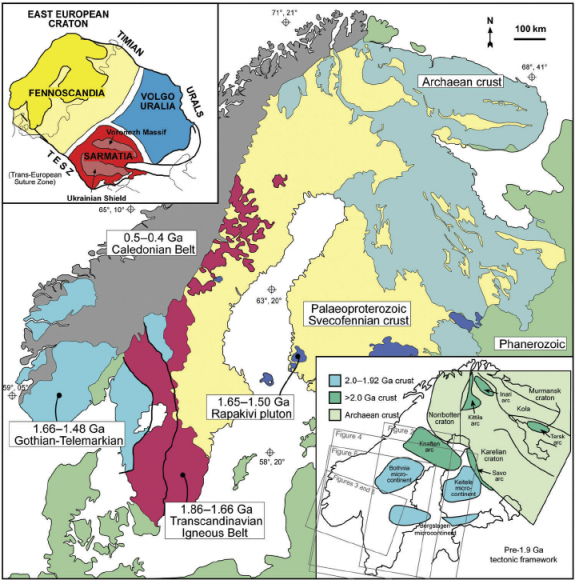 EAST EUROPEAN
CRATON
TIMIAN
FENNOSCANDIA
VOLGO
URALIA
URALS
Voronezh Massif
SARMATIA
TESZ
(Trans-European
Suture Zone)
Ukrainian Shield
71°, 21°
N
100 km
68°, 41°
Archaean crust
65°, 10°
0.5–0.4 Ga
Caledonian Belt
63°, 20°
Palaeoproterozoic
Svecofennian crust
Phanerozoic
59°, 05°
1.66–1.48 Ga
Gothian-Telemarkian
1.65–1.50 Ga
Rapakivi pluton
58°, 20°
1.86–1.66 Ga
Transcandinavian
Igneous Belt
2.0–1.92 Ga crust
>2.0 Ga crust
Archaean crust
Murmansk
craton
Inari
arc
Kola
Norrbotten
craton
Kittilä
arc
Tersk
arc
Figure 4
Figure
Knaften
arc
Karelian
craton
Savo
arc
Bothnia
micro-
continent
Keitele
micro-
continent
Figures 3 and
Bergslagen
microcontinent
Pre-1.9 Ga
tectonic framework